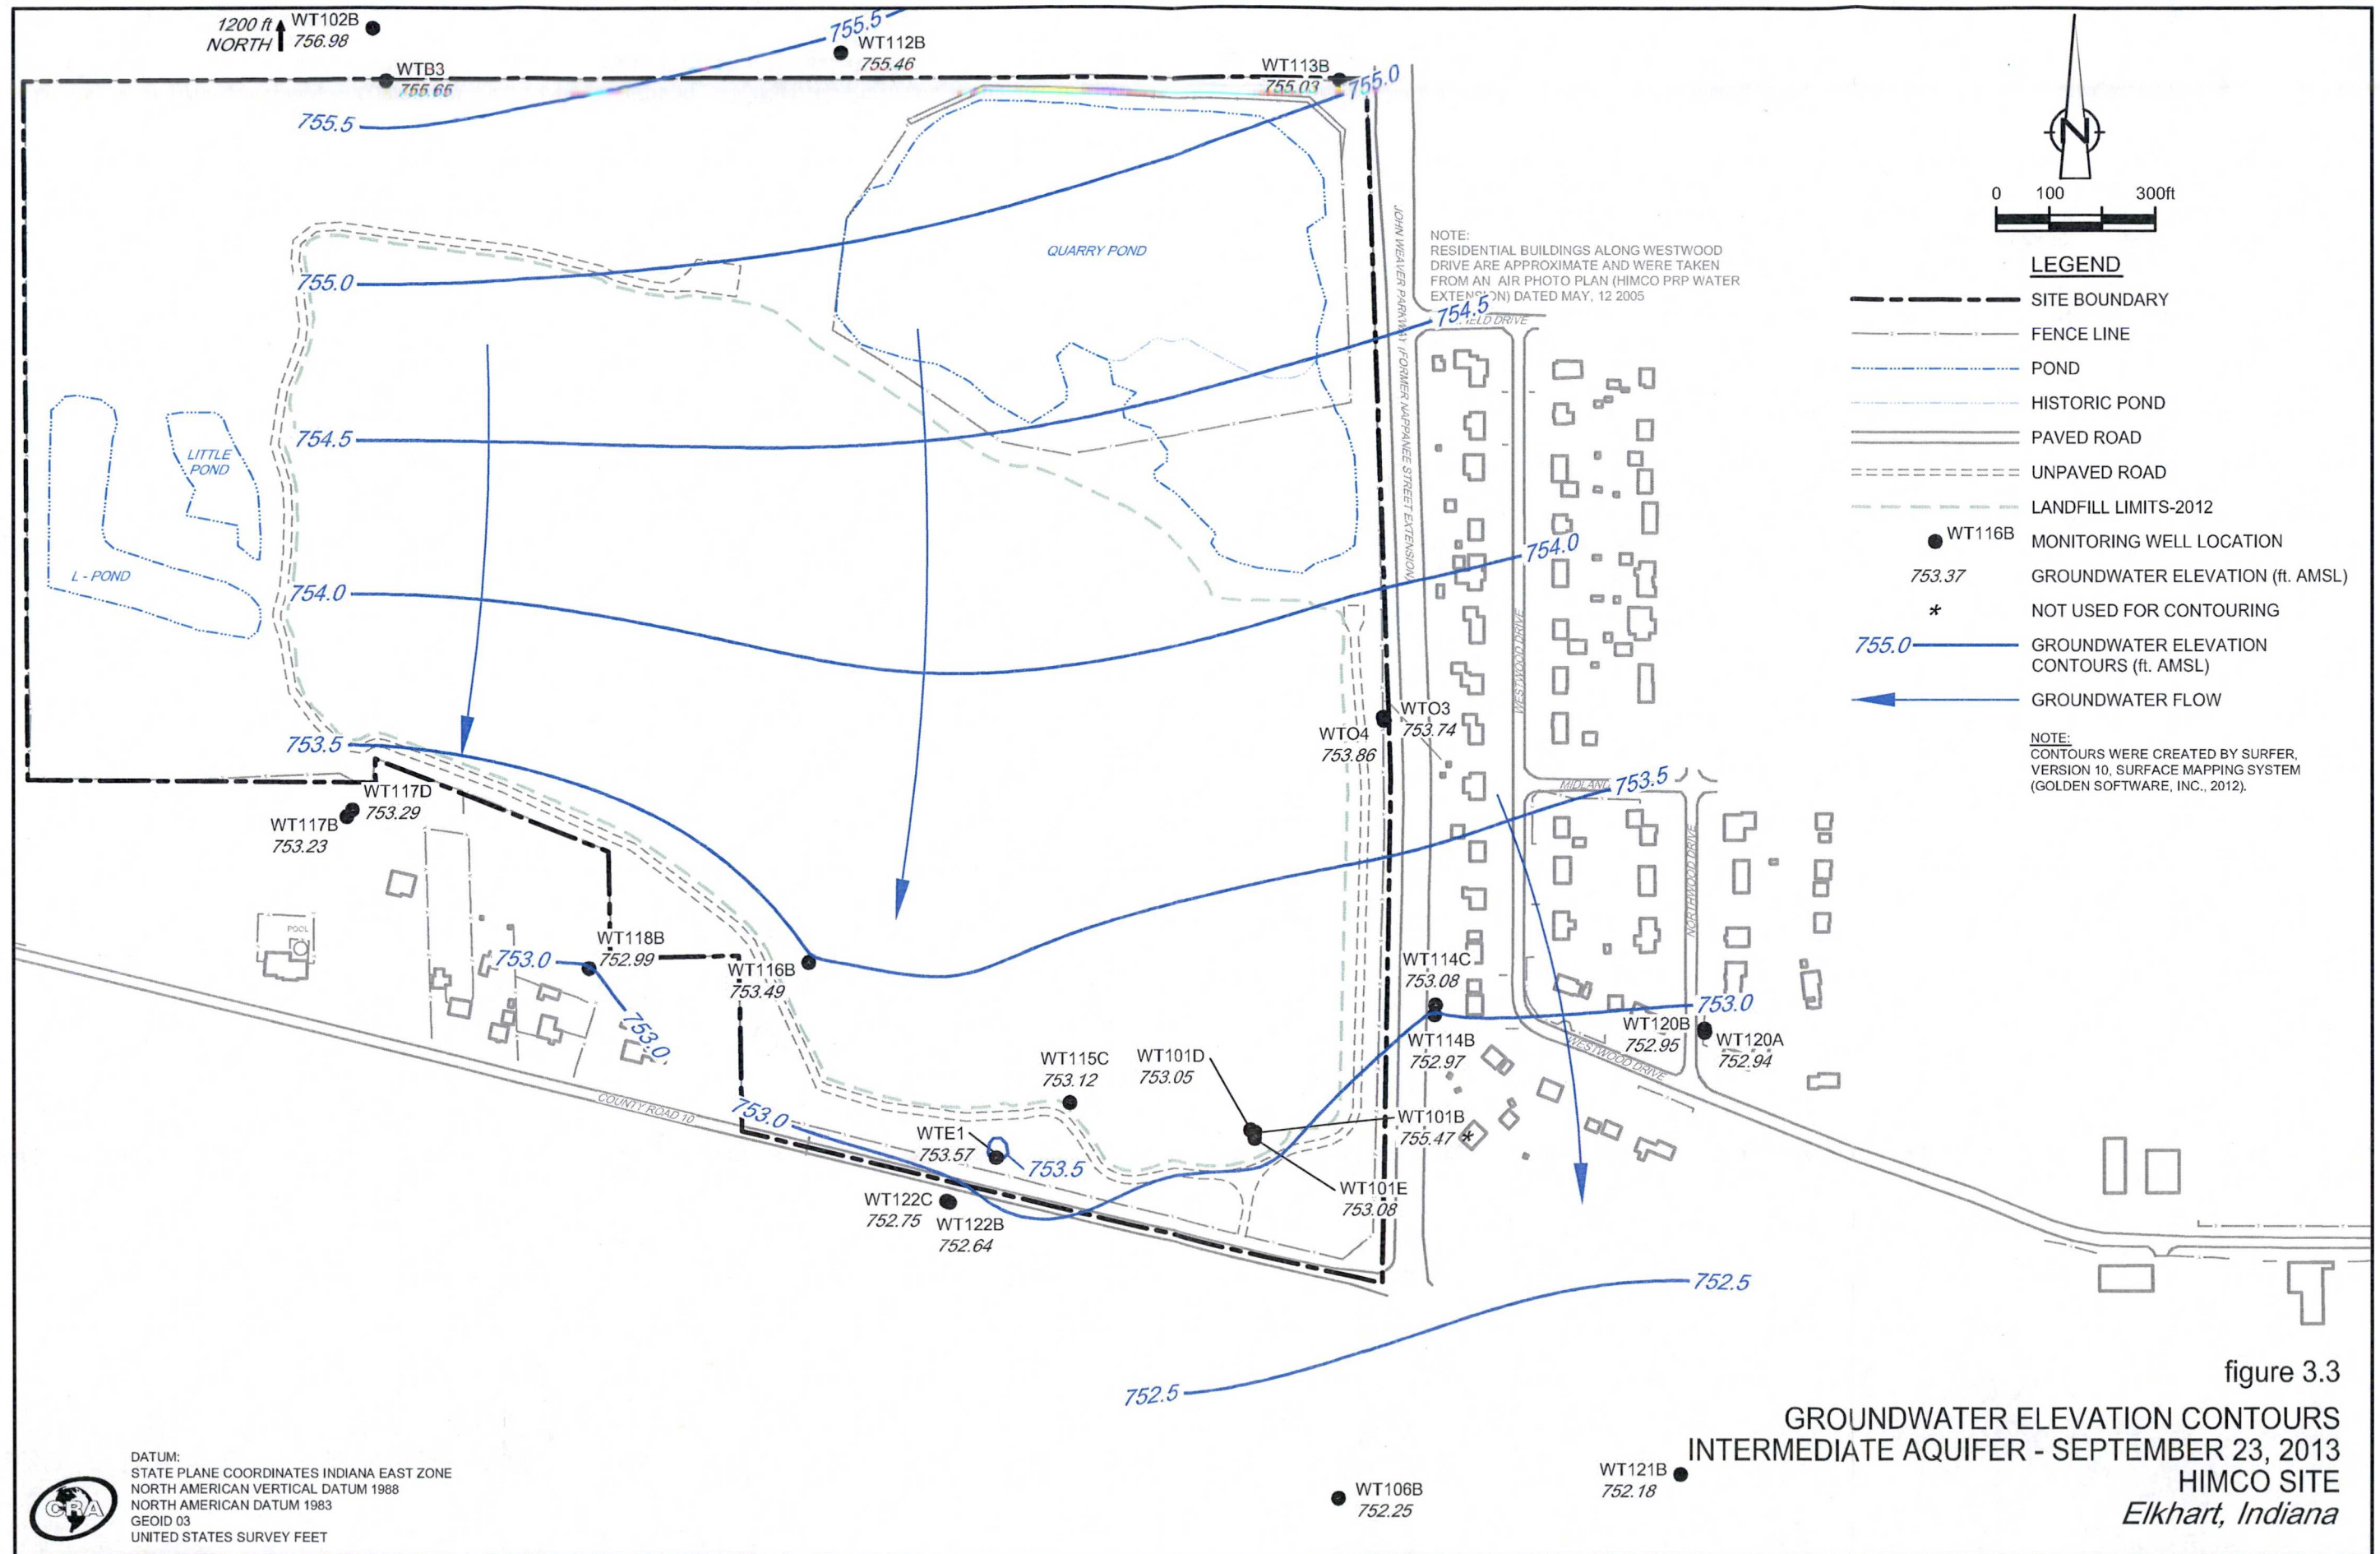 1200 ft
NORTH
WT102B
756.98
755.5
WT112B
755.46
WTB3
755.65
WT113B
755.03
755.0
755.5
QUARRY POND
755.0
JOHN WEAVER PARKWAY (FORMER NAPPANEE STREET EXTENSION)
NOTE:
RESIDENTIAL BUILDINGS ALONG WESTWOOD
DRIVE ARE APPROXIMATE AND WERE TAKEN
FROM AN AIR PHOTO PLAN (HIMCO PRP WATER
EXTENSION) DATED MAY, 12 2005
754.5
DRIVE
754.5
LITTLE
POND
L - POND
754.0
754.0
WESTWOOD DRIVE
WTO3
753.74
WTO4
753.86
753.5
753.5
NORTHWOOD DRIVE
WT117D
753.29
WT117B
753.23
POOL
WT118B
752.99
753.0
753.0
WT116B
753.49
WT114C
753.08
753.0
WT114B
752.97
WT120B
752.95
WT120A
752.94
WESTWOOD DRIVE
WT115C
753.12
WT101D
753.05
COUNTY ROAD 10
753.0
WTE1
753.57
753.5
WT101B
755.47 *
WT101E
753.08
WT122C
752.75
WT122B
752.64
752.5
752.5
WT106B
752.25
WT121B
752.18
N
0 100 300ft
LEGEND
SITE BOUNDARY
FENCE LINE
POND
HISTORIC POND
PAVED ROAD
UNPAVED ROAD
LANDFILL LIMITS-2012
WT116B MONITORING WELL LOCATION
753.37 GROUNDWATER ELEVATION (ft. AMSL)
* NOT USED FOR CONTOURING
755.0 GROUNDWATER ELEVATION
CONTOURS (ft. AMSL)
GROUNDWATER FLOW
NOTE:
CONTOURS WERE CREATED BY SURFER,
VERSION 10, SURFACE MAPPING SYSTEM
(GOLDEN SOFTWARE, INC., 2012).
figure 3.3
GROUNDWATER ELEVATION CONTOURS
INTERMEDIATE AQUIFER - SEPTEMBER 23, 2013
HIMCO SITE
Elkhart, Indiana
CRA
DATUM:
STATE PLANE COORDINATES INDIANA EAST ZONE
NORTH AMERICAN VERTICAL DATUM 1988
NORTH AMERICAN DATUM 1983
GEOID 03
UNITED STATES SURVEY FEET